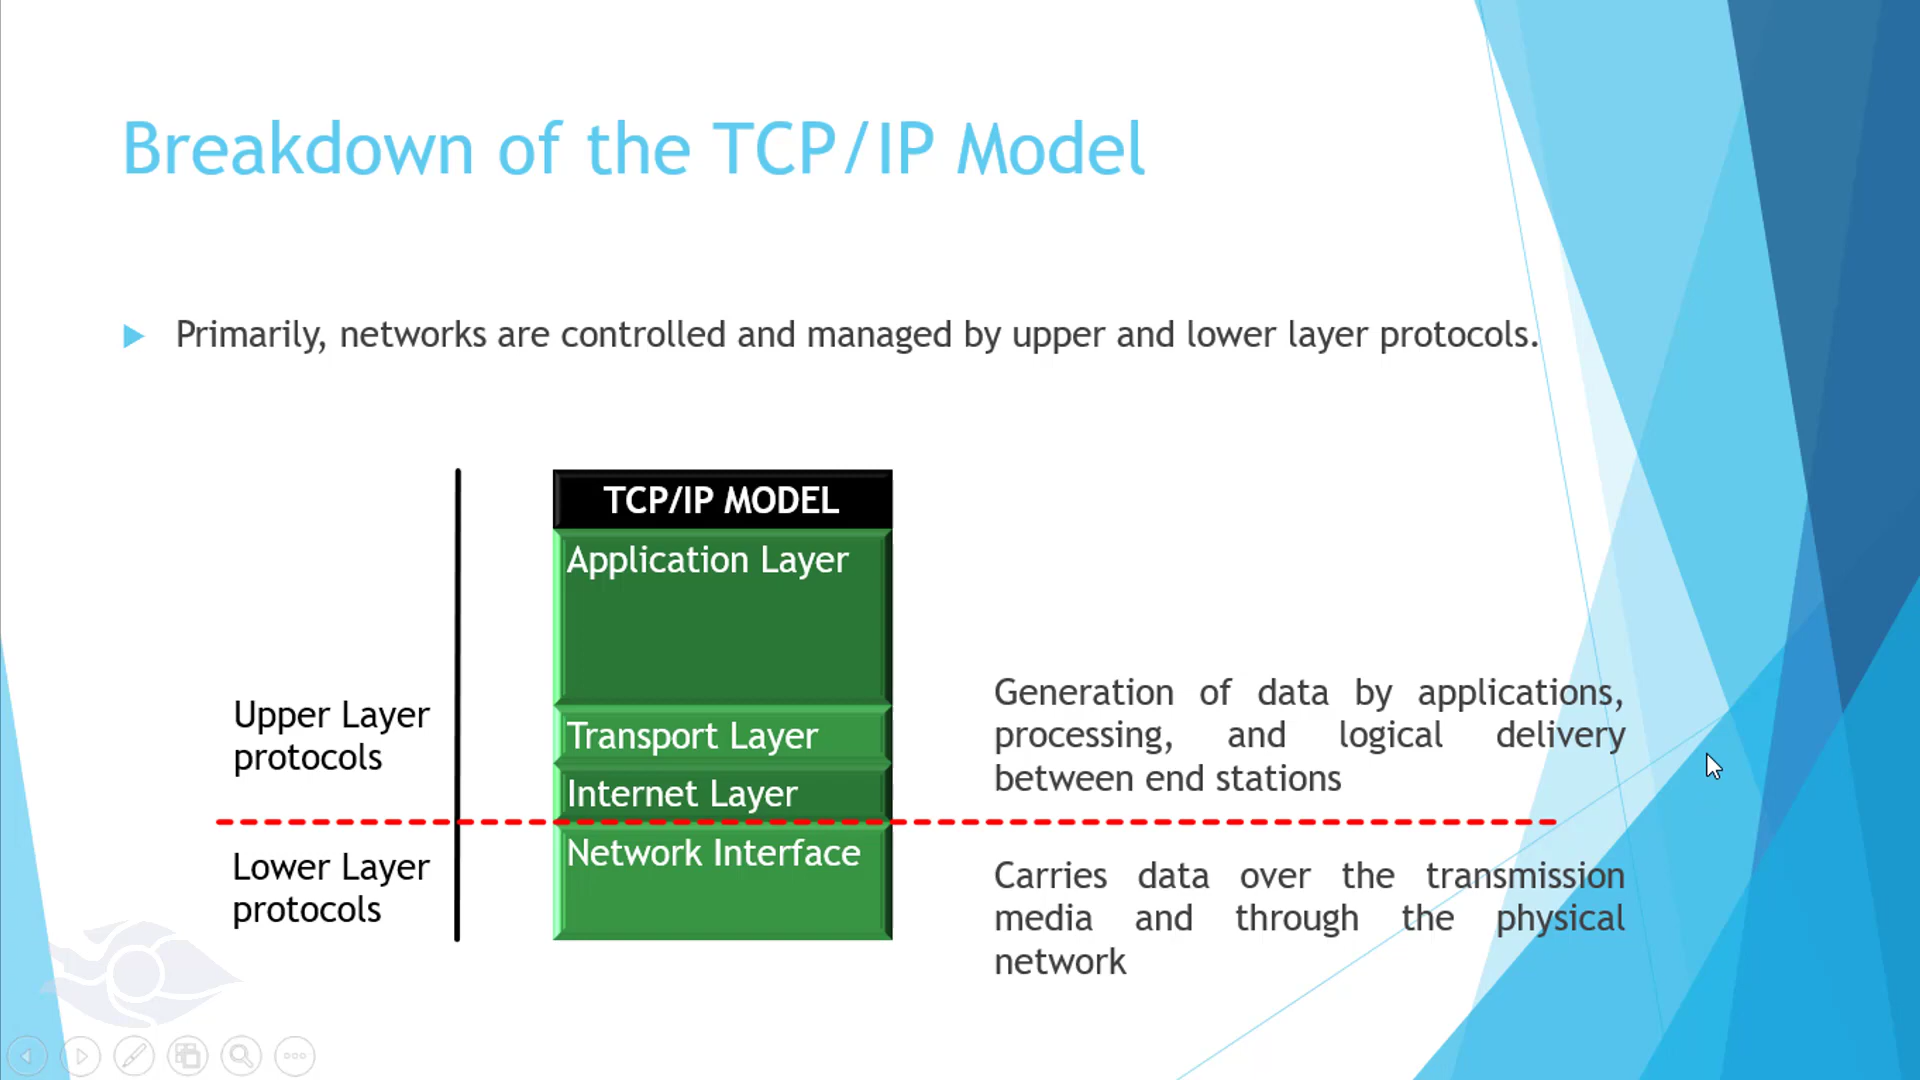 Breakdown of the TCP/IP Model
Primarily, networks are controlled and managed by upper and lower layer protocols.
TCP/IP MODEL
Application Layer
Transport Layer
Internet Layer
Network Interface
Upper Layer
protocols
Lower Layer
protocols
Generation of data by applications,
processing, and logical delivery
between end stations
Carries data over the transmission
media and through the physical
network